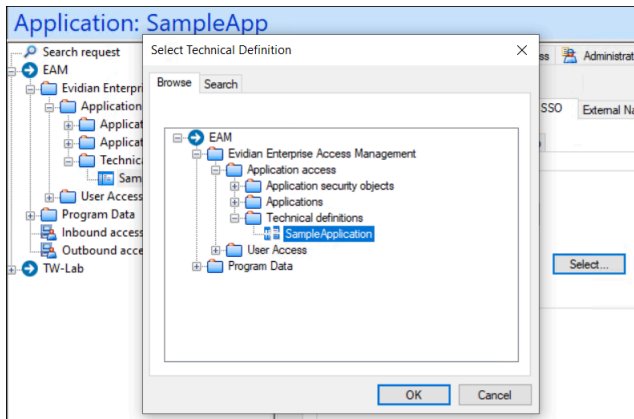 Application: SampleApp
Search request
EAM
Evidian Enterpri
Application
Applicat
Applicat
Technic
Sam
User Access
Program Data
Inbound access
Outbound acce
TW-Lab
Select Technical Definition
Browse Search
EAM
Evidian Enterprise Access Management
Application access
Application security objects
Applications
Technical definitions
SampleApplication
User Access
Program Data
OK Cancel
ss Administrat
SSO External Na
Select...